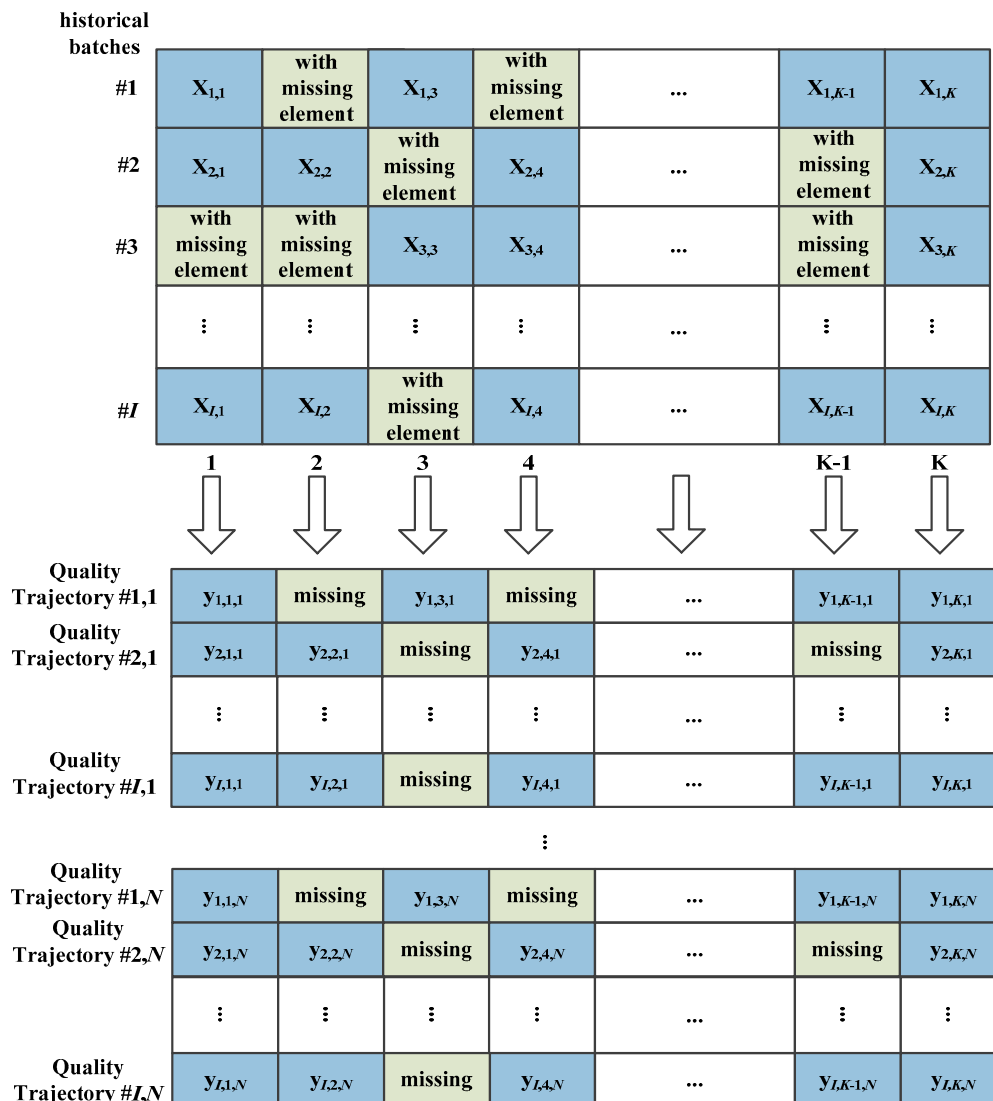 historical
batches
#1 X1,1 with missing element X1,3 with missing element ... X1,K-1 X1,K
#2 X2,1 X2,2 with missing element X2,4 ... with missing element X2,K
#3 with missing element with missing element X3,3 X3,4 ... with missing element X3,K
⋮ ⋮ ⋮ ⋮ ... ⋮ ⋮
#I XI,1 XI,2 with missing element XI,4 ... XI,K-1 XI,K
1 2 3 4 K-1 K
Quality
Trajectory #1,1 y1,1,1 missing y1,3,1 missing ... y1,K-1,1 y1,K,1
Quality
Trajectory #2,1 y2,1,1 y2,2,1 missing y2,4,1 ... missing y2,K,1
⋮ ⋮ ⋮ ⋮ ... ⋮ ⋮
Quality
Trajectory #I,1 yI,1,1 yI,2,1 missing yI,4,1 ... yI,K-1,1 yI,K,1
⋮
Quality
Trajectory #1,N y1,1,N missing y1,3,N missing ... y1,K-1,N y1,K,N
Quality
Trajectory #2,N y2,1,N y2,2,N missing y2,4,N ... missing y2,K,N
⋮ ⋮ ⋮ ⋮ ... ⋮ ⋮
Quality
Trajectory #I,N yI,1,N yI,2,N missing yI,4,N ... yI,K-1,N yI,K,N